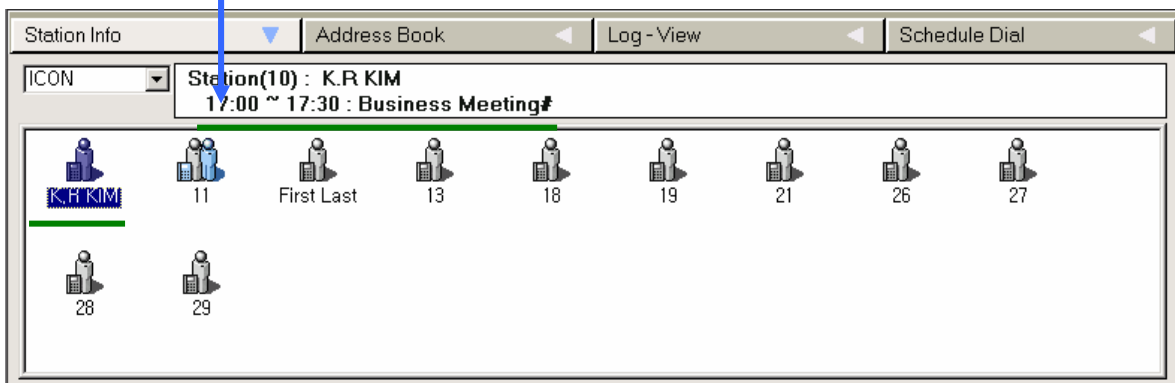 Station Info Address Book Log - View Schedule Dial
ICON
Station(10) : K.R KIM
17:00 ~ 17:30 : Business Meeting#
K.R KIM 11 First Last 13 18 19 21 26 27
28 29